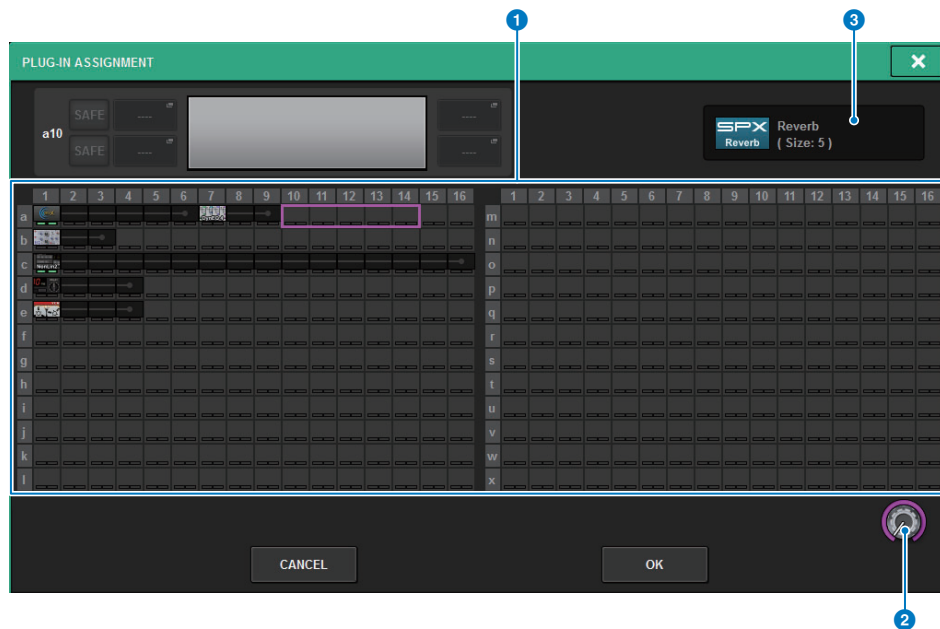 1 3
PLUG-IN ASSIGNMENT
a10
SAFE ----
----
SAFE ----
----
SPX
Reverb
Reverb
( Size: 5 )
1 2 3 4 5 6 7 8 9 10 11 12 13 14 15 16
1 2 3 4 5 6 7 8 9 10 11 12 13 14 15 16
a m
b n
c o
d p
e q
f r
g s
h t
i u
j v
k w
l x
CANCEL
OK
2